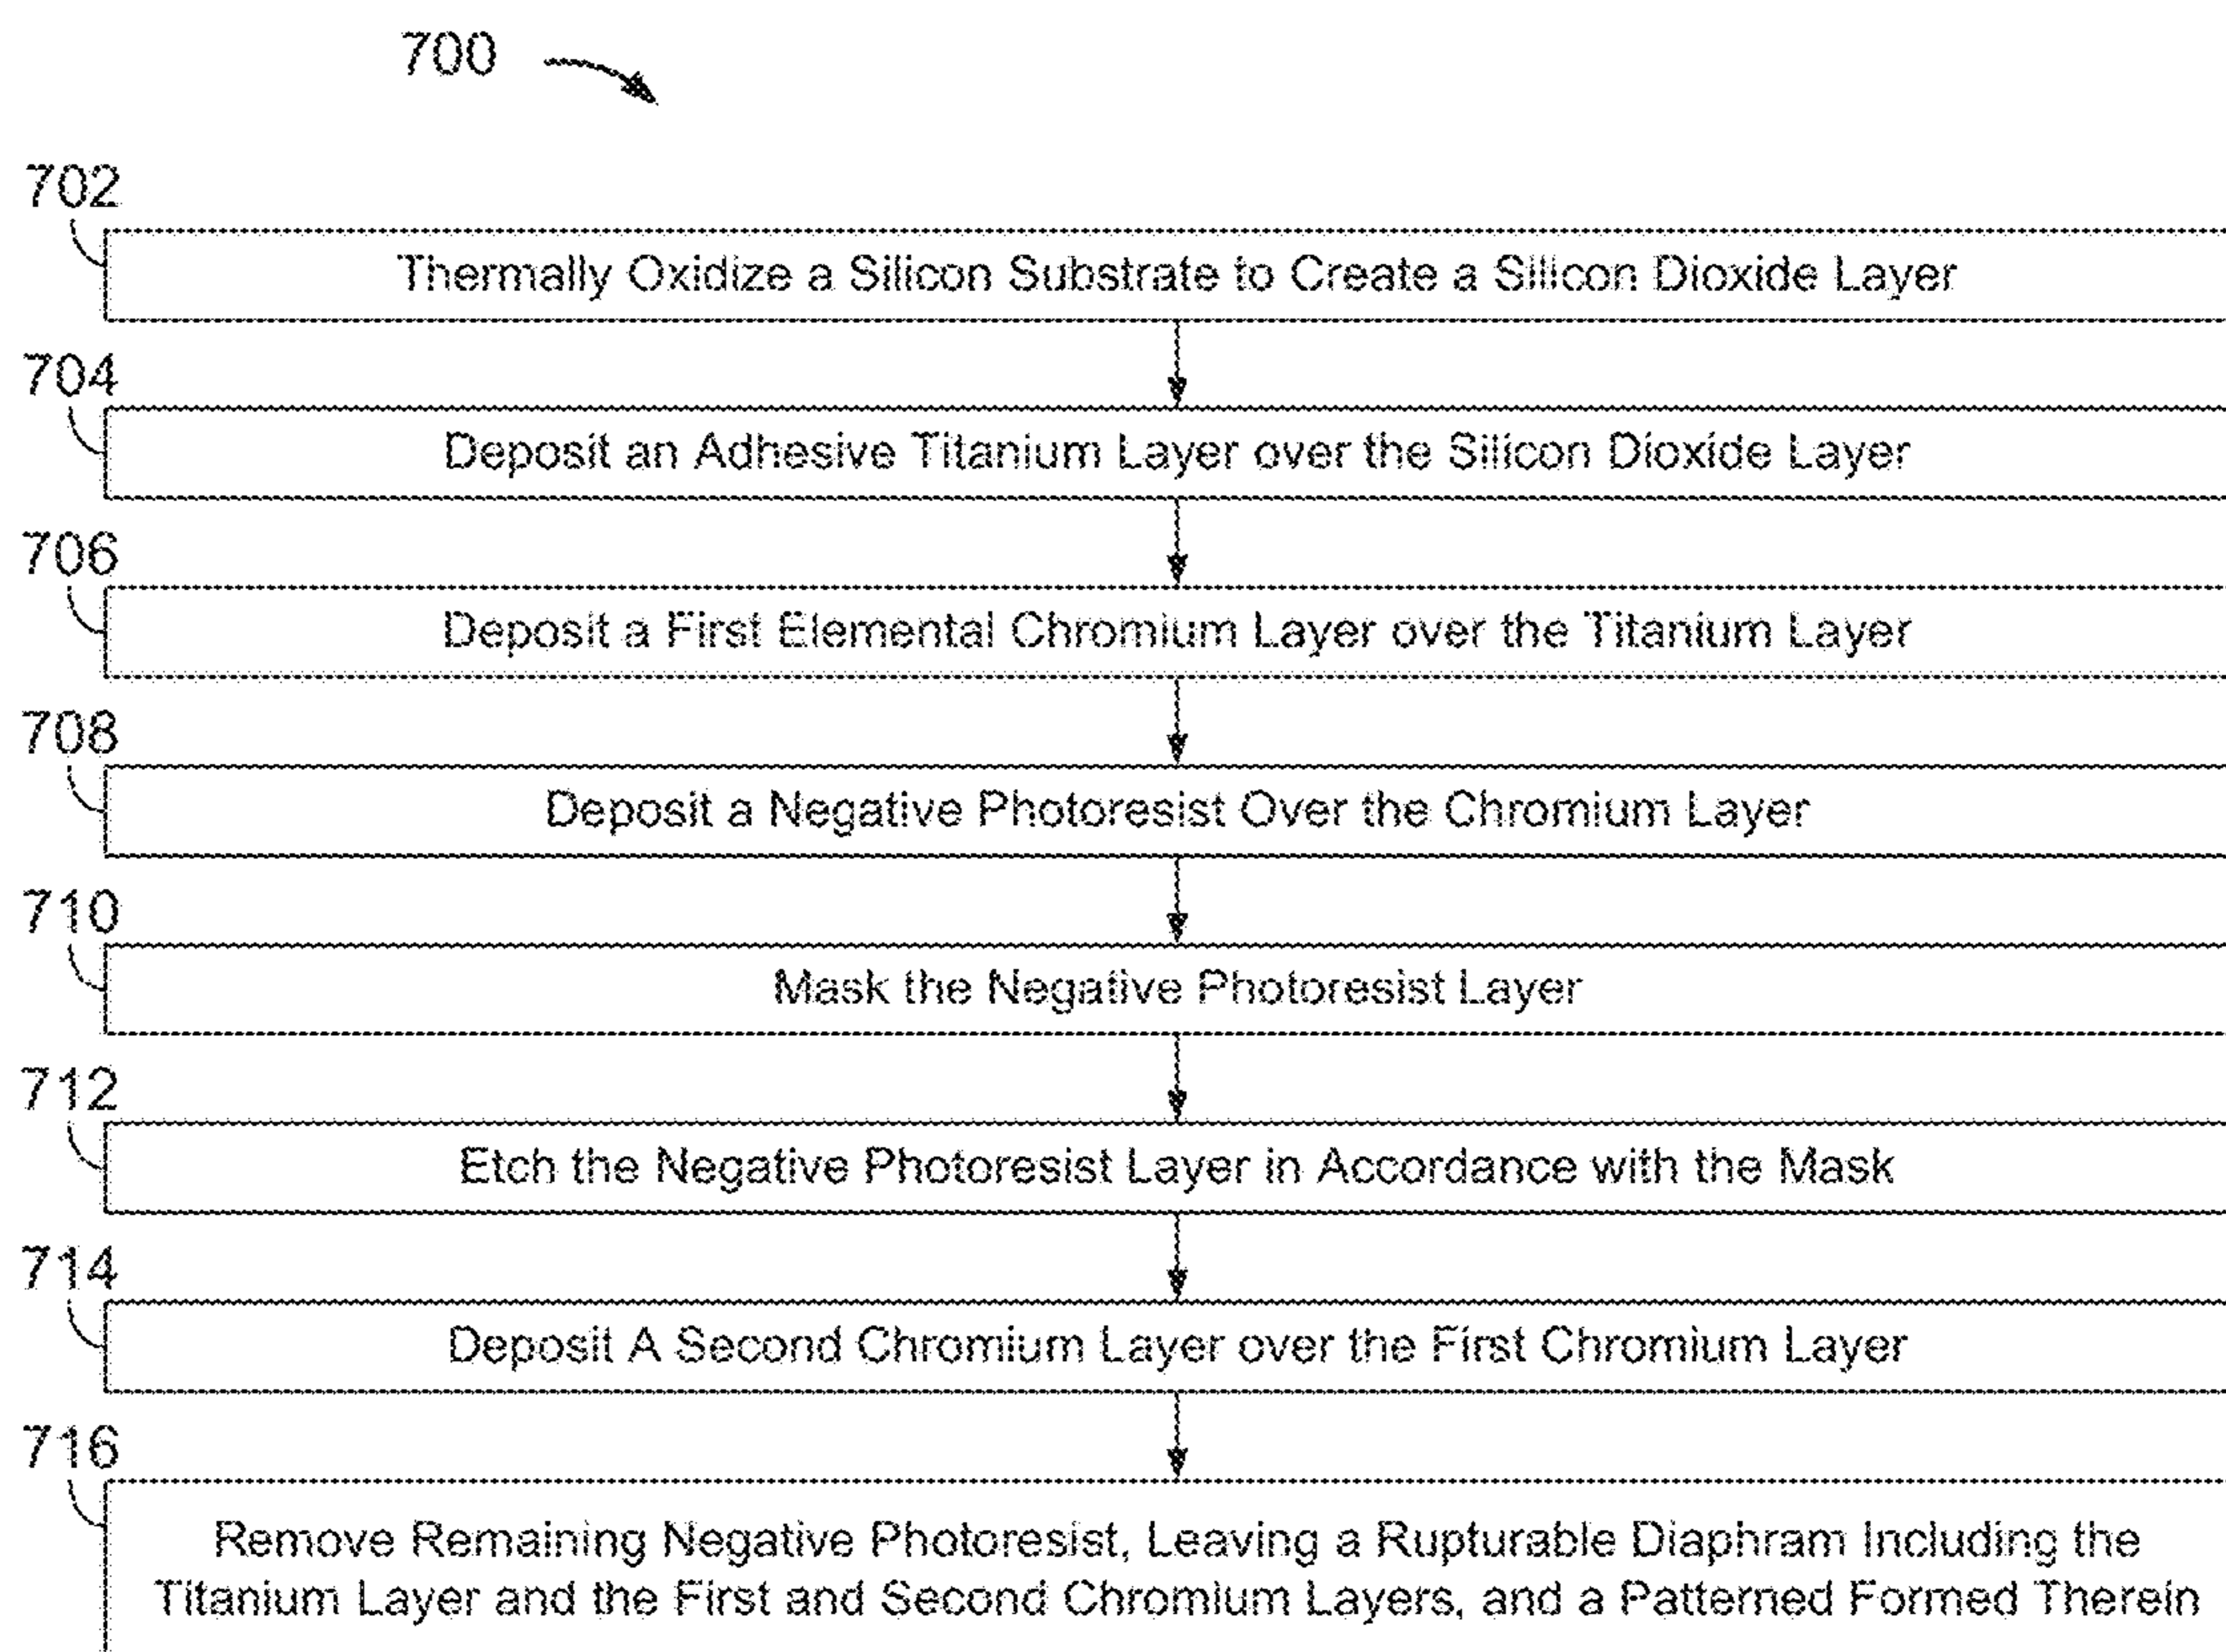 700
702
Thermally Oxidize a Silicon Substrate to Create a Silicon Dioxide Layer
704
Deposit an Adhesive Titanium Layer over the Silicon Dioxide Layer
706
Deposit a First Elemental Chromium Layer over the Titanium Layer
708
Deposit a Negative Photoresist Over the Chromium Layer
710
Mask the Negative Photoresist Layer
712
Etch the Negative Photoresist Layer in Accordance with the Mask
714
Deposit A Second Chromium Layer over the First Chromium Layer
716
Remove Remaining Negative Photoresist, Leaving a Rupturable Diaphram Including the
Titanium Layer and the First and Second Chromium Layers, and a Patterned Formed Therein